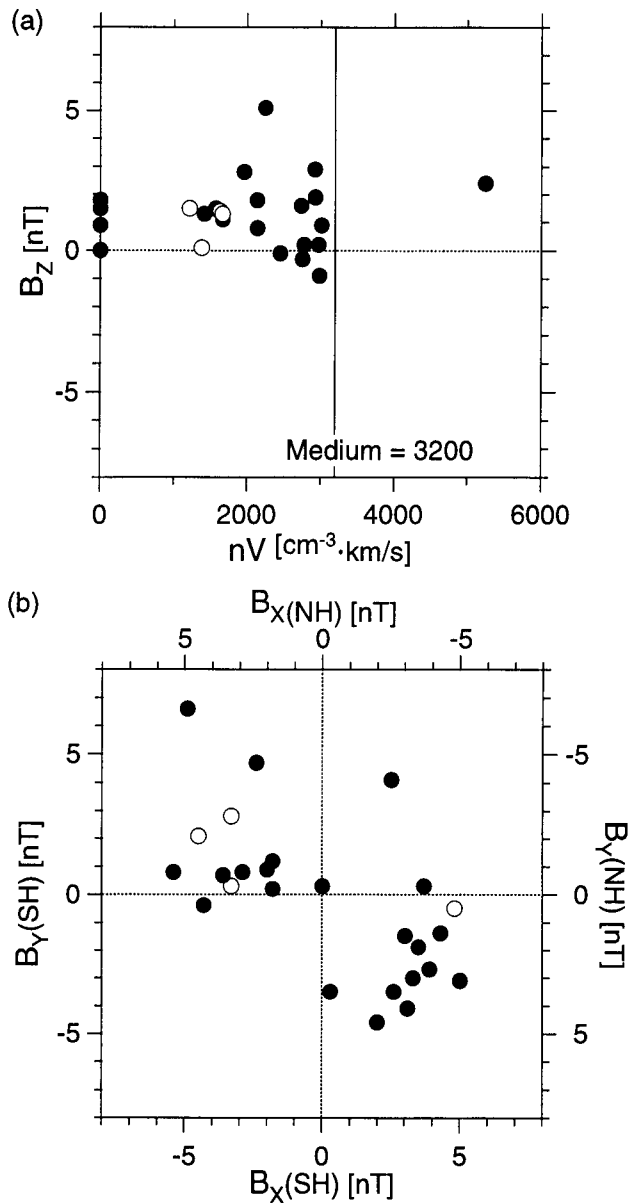 (a)
5
0
-5
B_Z [nT]
Medium = 3200
0 2000 4000 6000
nV [cm⁻³·km/s]
(b)
B_X(NH) [nT]
5 0 -5
5
0
-5
B_Y(SH) [nT]
-5
0
5
B_Y(NH) [nT]
-5 0 5
B_X(SH) [nT]